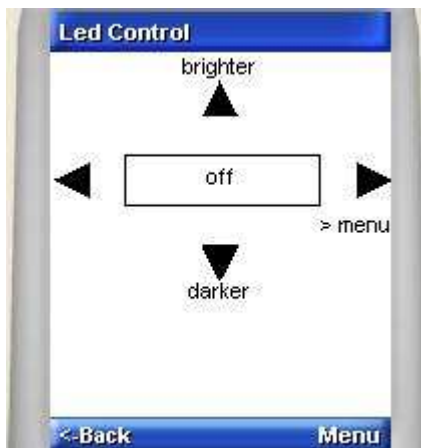 Led Control
brighter
off
> menu
darker
<-Back Menu